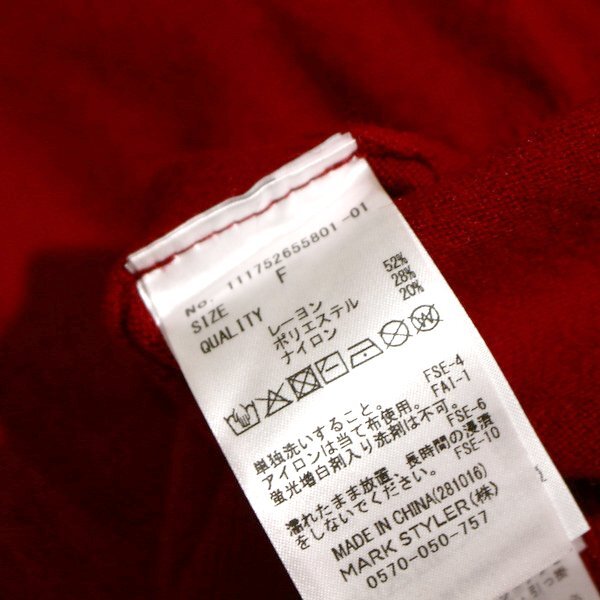 No. 111752655801-01
SIZE F
QUALITY レーヨン 52%
ポリエステル 28%
ナイロン 20%
単独洗いすること。 FSE-4
アイロンは当て布使用。 FA1-1
蛍光増白剤入り洗剤は不可。 FSE-6
濡れたまま放置、長時間の浸漬 FSE-10
をしないでください。
MADE IN CHINA(281016)
MARK STYLER(株)
0570-050-757